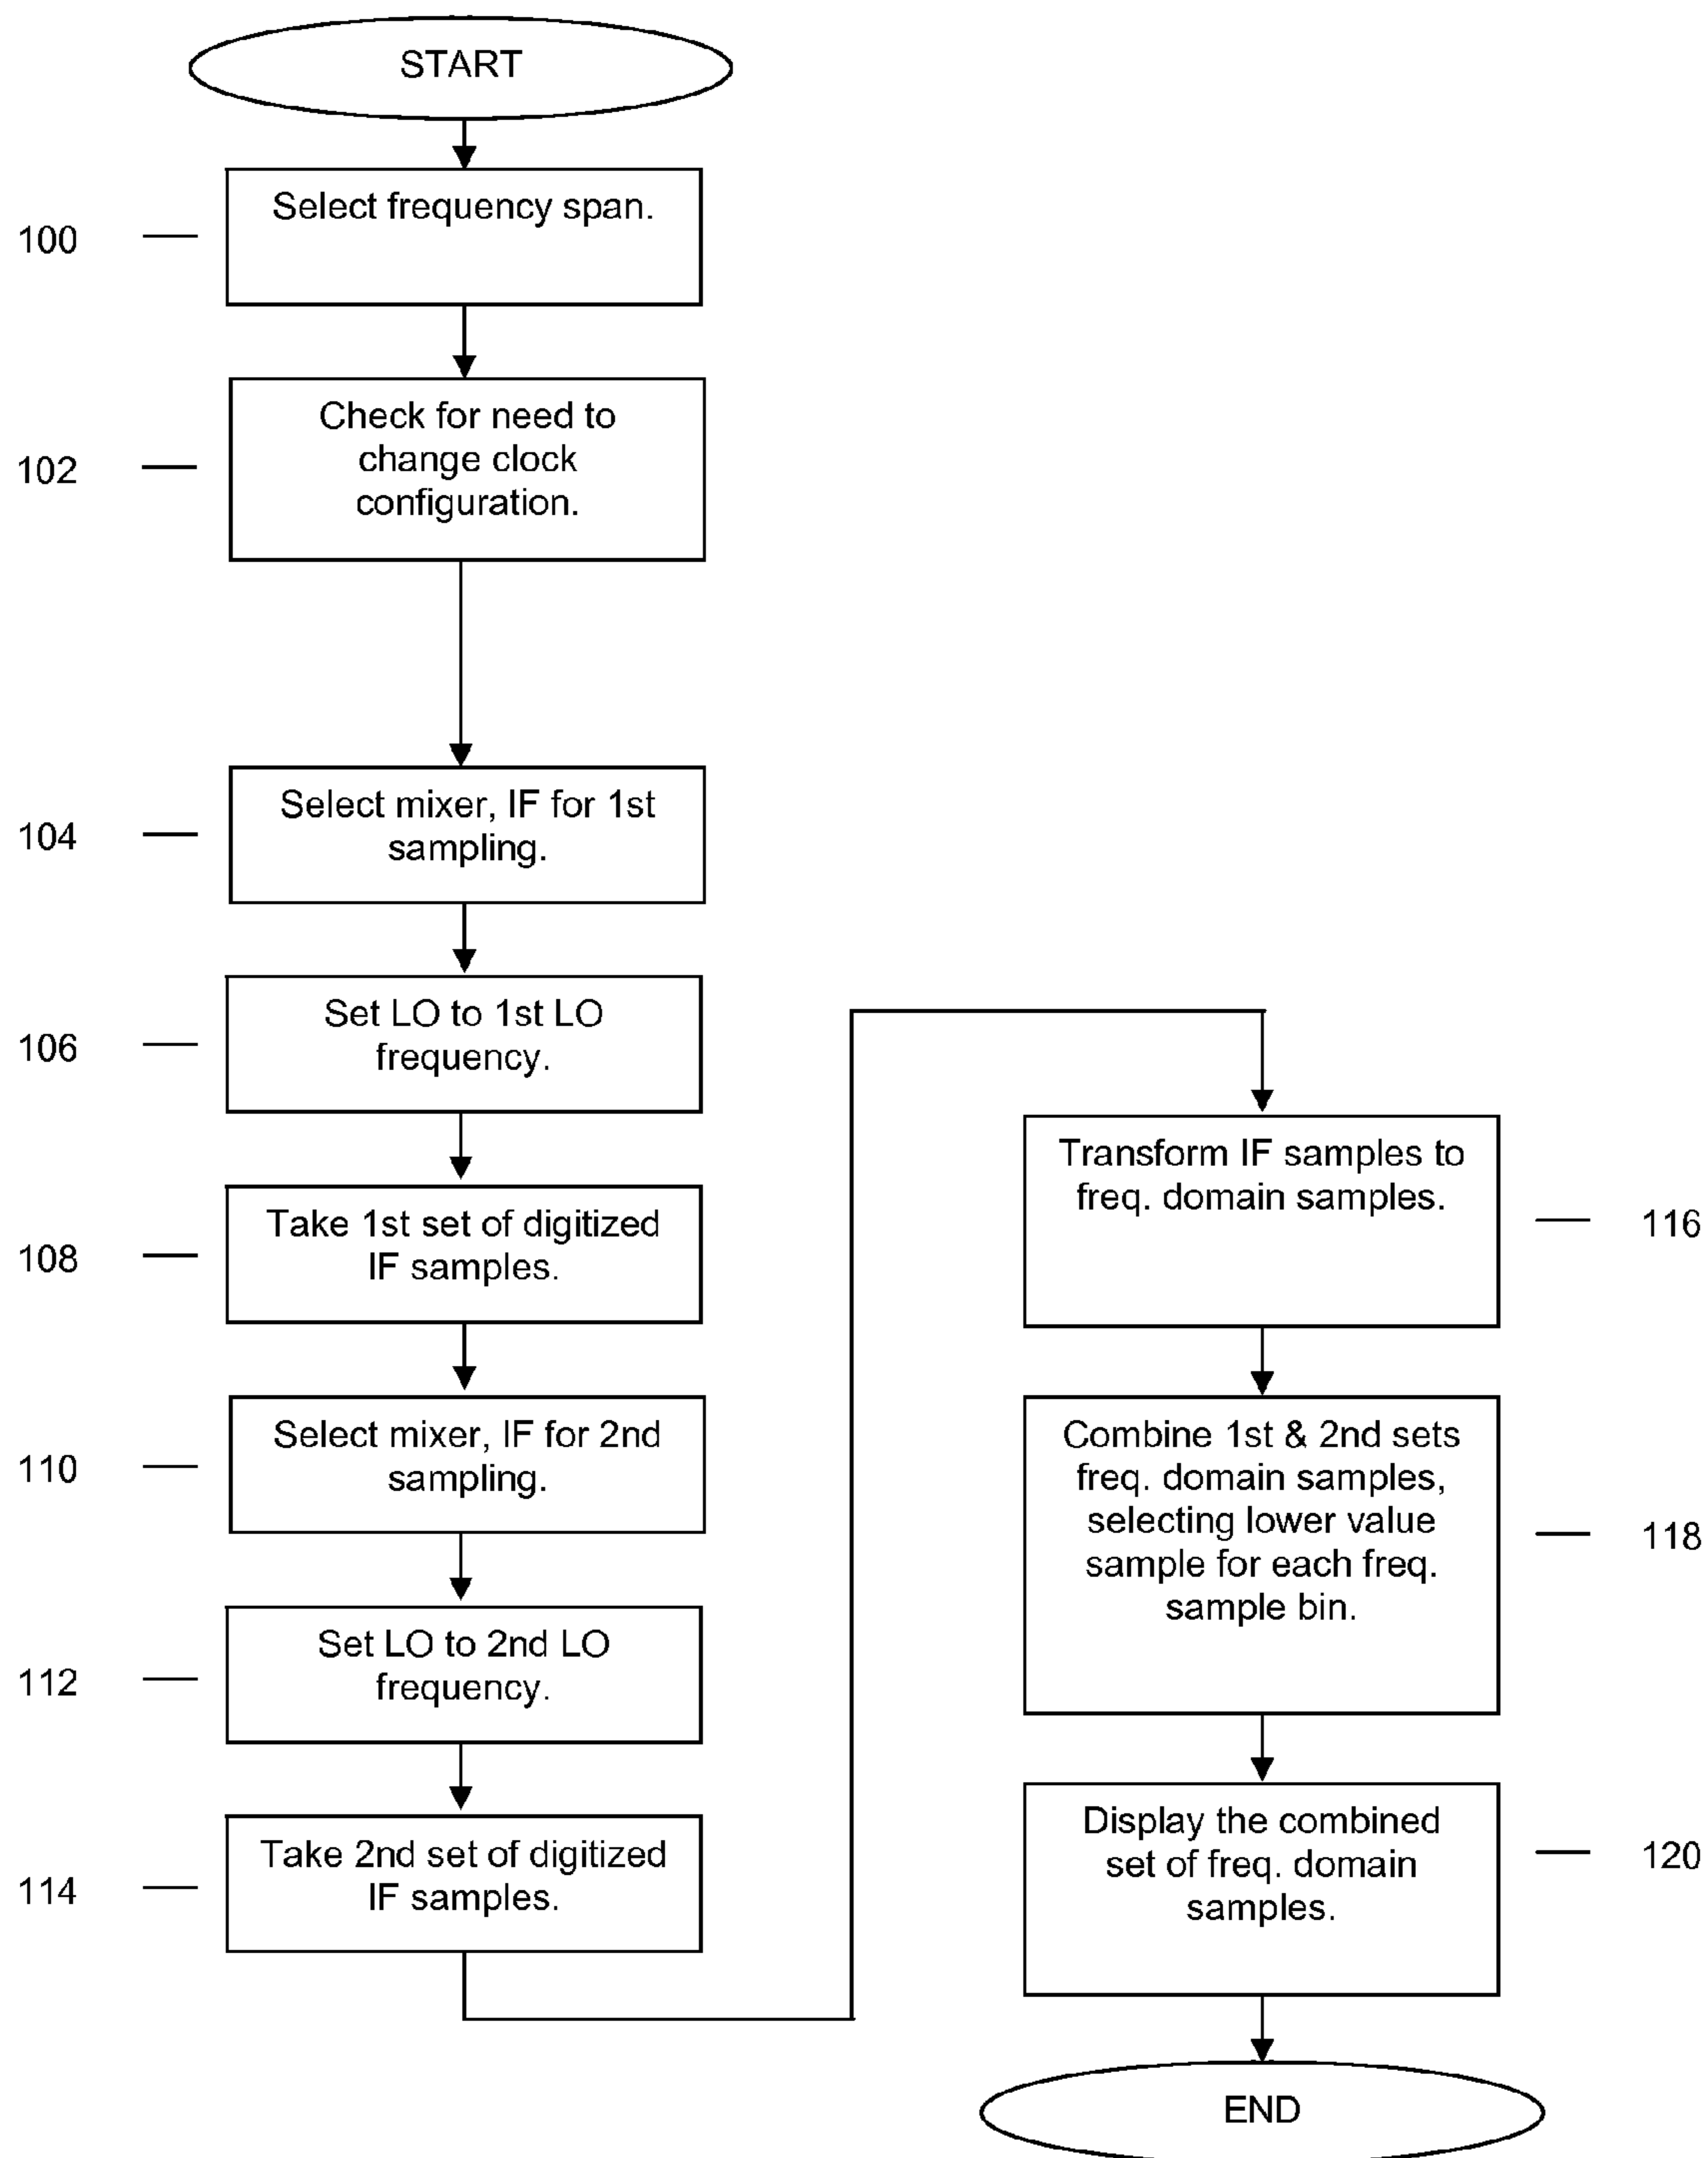 START
100
Select frequency span.
102
Check for need to
change clock
configuration.
104
Select mixer, IF for 1st
sampling.
106
Set LO to 1st LO
frequency.
108
Take 1st set of digitized
IF samples.
110
Select mixer, IF for 2nd
sampling.
112
Set LO to 2nd LO
frequency.
114
Take 2nd set of digitized
IF samples.
Transform IF samples to
freq. domain samples.
116
Combine 1st & 2nd sets
freq. domain samples,
selecting lower value
sample for each freq.
sample bin.
118
Display the combined
set of freq. domain
samples.
120
END